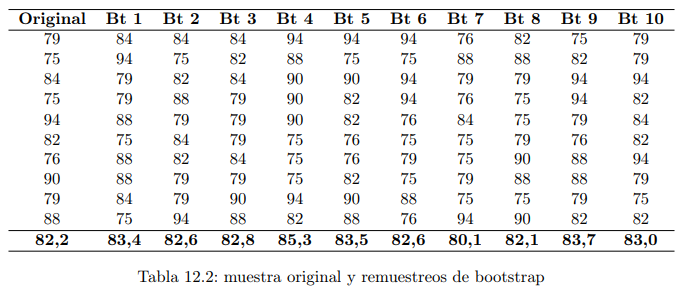 Original Bt 1 Bt 2 Bt 3 Bt 4 Bt 5 Bt 6 Bt 7 Bt 8 Bt 9 Bt 10
79 84 84 84 94 94 94 76 82 75 79
75 94 75 82 88 75 75 88 88 82 79
84 79 82 84 90 90 94 79 79 94 94
75 79 88 79 90 82 94 76 75 94 82
94 88 79 79 90 82 76 84 75 79 84
82 75 84 79 75 76 75 75 79 76 82
76 88 82 84 75 76 79 75 90 88 94
90 88 79 79 75 82 75 79 88 88 79
79 84 79 90 94 90 88 75 75 79 75
88 75 94 88 82 88 76 94 90 82 82
82,2 83,4 82,6 82,8 85,3 83,5 82,6 80,1 82,1 83,7 83,0
Tabla 12.2: muestra original y remuestreos de bootstrap